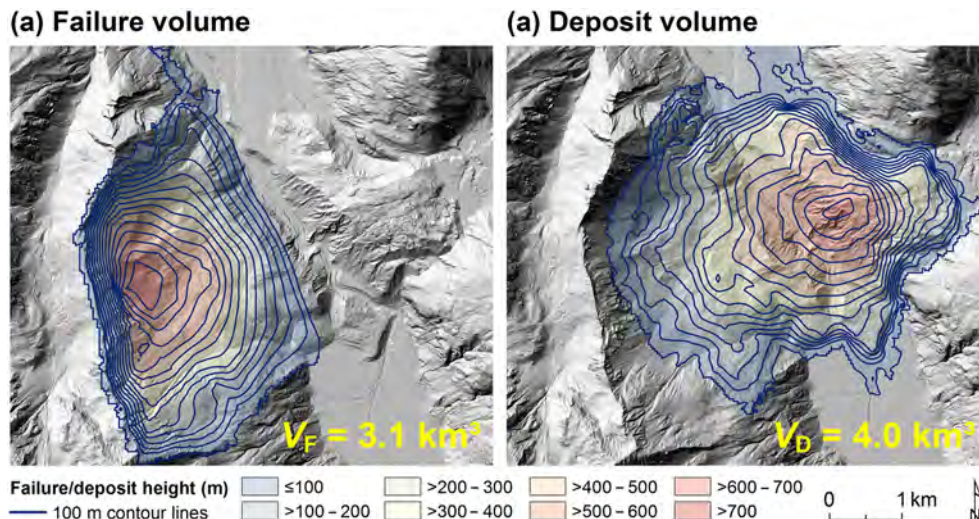 (a) Failure volume
(a) Deposit volume
VF = 3.1 km³
VD = 4.0 km³
Failure/deposit height (m)
100 m contour lines
≤100
>100 – 200
>200 – 300
>300 – 400
>400 – 500
>500 – 600
>600 – 700
>700
0 1 km